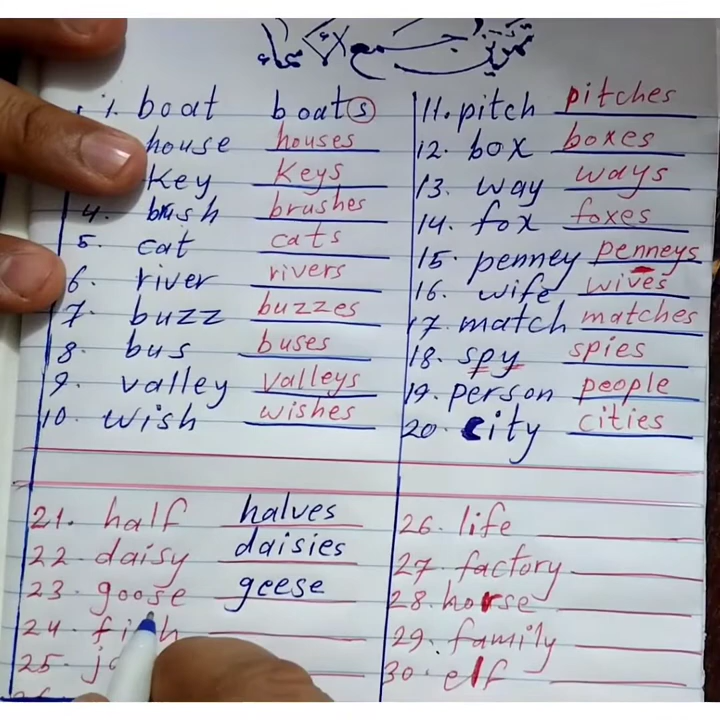 تمرين جمع الأسماء
1. boat boats
house houses
Key Keys
4. brush brushes
5. cat cats
6. river rivers
7. buzz buzzes
8. bus buses
9. valley valleys
10. wish wishes
11. pitch pitches
12. box boxes
13. way ways
14. fox foxes
15. penney penneys
16. wife wives
17 match matches
18. spy spies
19. person people
20. city cities
21. half halves
22. daisy daisies
23. goose geese
24. fish
25.
26. life
27. factory
28. horse
29. family
30. elf